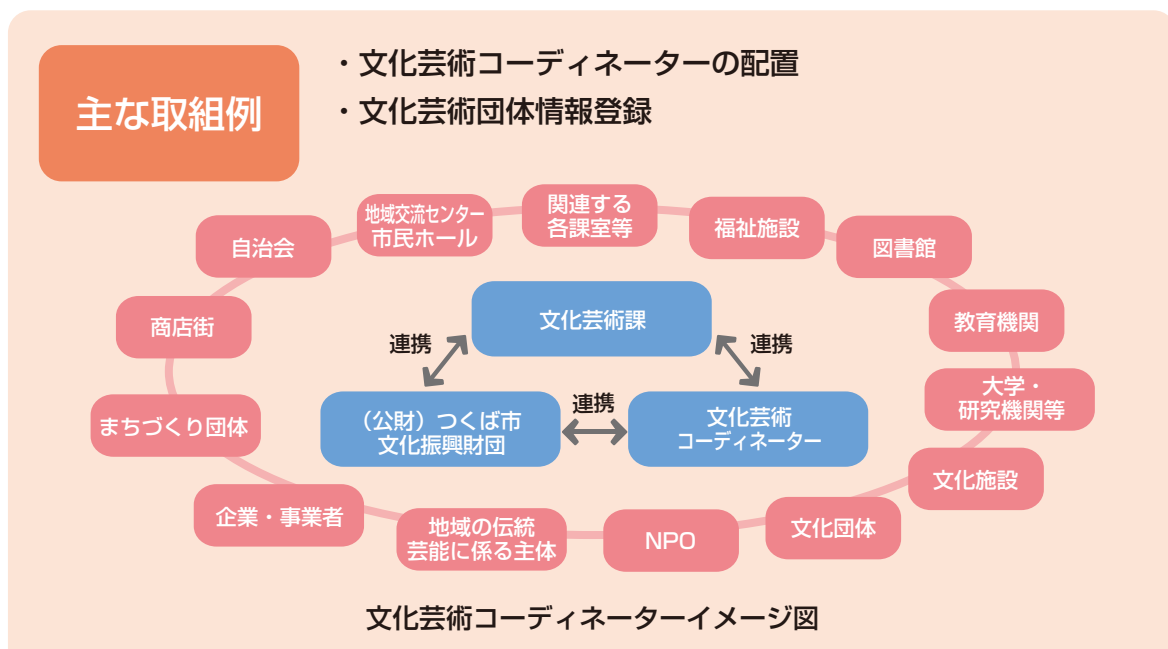 主な取組例
・文化芸術コーディネーターの配置
・文化芸術団体情報登録
地域交流センター
市民ホール
関連する
各課室等
福祉施設
自治会
図書館
商店街
文化芸術課
教育機関
連携
連携
大学・
研究機関等
まちづくり団体
（公財）つくば市
文化振興財団
連携
文化芸術
コーディネーター
文化施設
企業・事業者
地域の伝統
芸能に係る主体
NPO
文化団体
文化芸術コーディネーターイメージ図